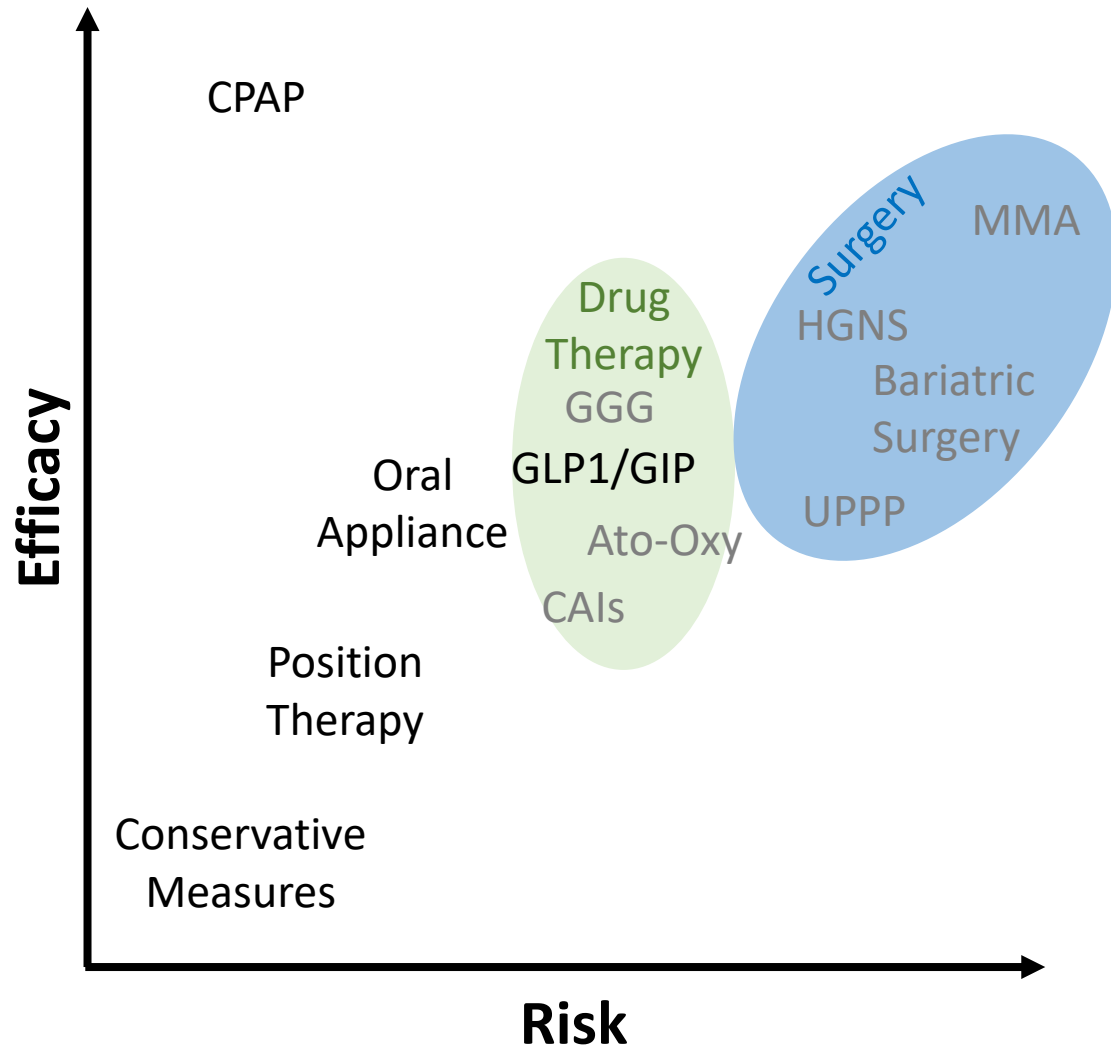 CPAP
Surgery
MMA
HGNS
Bariatric
Surgery
UPPP
Drug
Therapy
GGG
GLP1/GIP
Ato-Oxy
CAIs
Oral
Appliance
Position
Therapy
Conservative
Measures
Efficacy
Risk